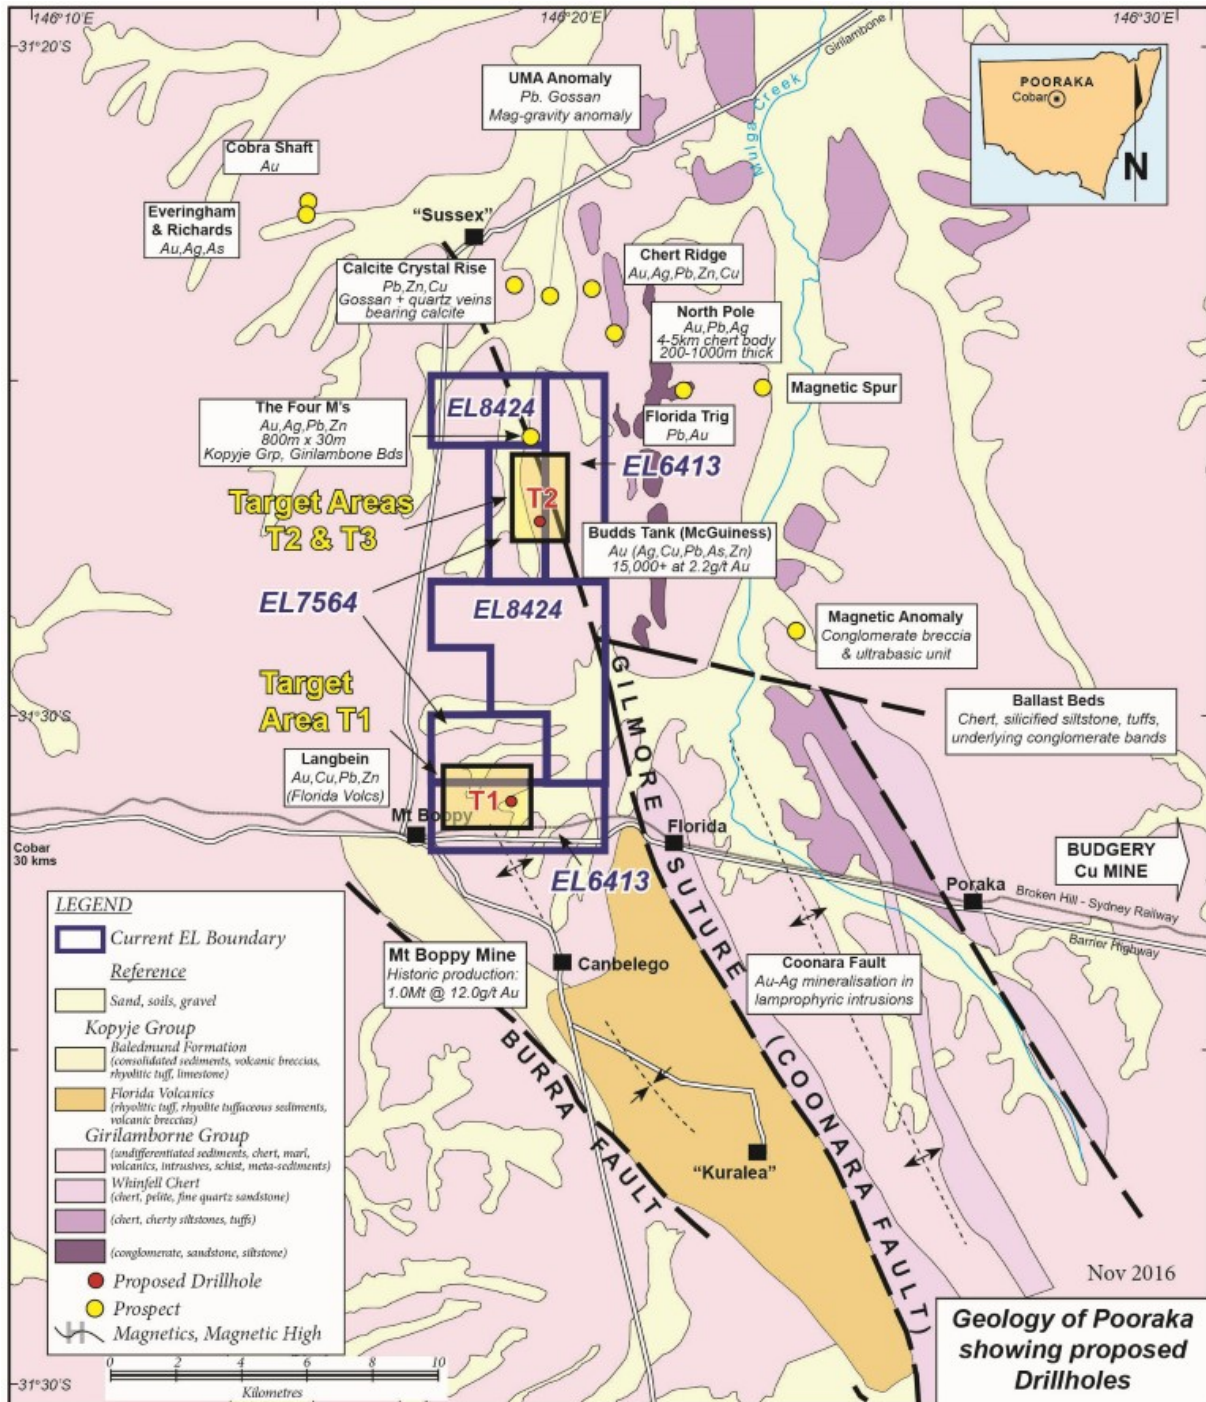 146°10'E
146°20'E
146°30'E
31°20'S
Girilambone
UMA Anomaly
Pb. Gossan
Mag-gravity anomaly
Mulga Creek
POORAKA
Cobar
N
Cobra Shaft
Au
Everingham
& Richards
Au,Ag,As
"Sussex"
Calcite Crystal Rise
Pb,Zn,Cu
Gossan + quartz veins
bearing calcite
Chert Ridge
Au,Ag,Pb,Zn,Cu
North Pole
Au,Pb,Ag
4-5km chert body
200-1000m thick
Magnetic Spur
The Four M's
Au,Ag,Pb,Zn
800m x 30m
Kopyje Grp, Girilambone Bds
EL8424
Florida Trig
Pb,Au
EL6413
Target Areas
T2 & T3
T2
Budds Tank (McGuiness)
Au (Ag,Cu,Pb,As,Zn)
15,000+ at 2.2g/t Au
EL7564
EL8424
Magnetic Anomaly
Conglomerate breccia
& ultrabasic unit
Target
Area T1
31°30'S
Ballast Beds
Chert, silicified siltstone, tuffs,
underlying conglomerate bands
Langbein
Au,Cu,Pb,Zn
(Florida Volcs)
T1
Mt Boppy
Florida
GILMORE SUTURE (COONARA FAULT)
Cobar
30 kms
EL6413
BUDGERY
Cu MINE
Poraka
Broken Hill - Sydney Railway
Barrier Highway
Mt Boppy Mine
Historic production:
1.0Mt @ 12.0g/t Au
Canbelego
Coonara Fault
Au-Ag mineralisation in
lamprophyric intrusions
BURRA FAULT
"Kuralea"
LEGEND
Current EL Boundary
Reference
Sand, soils, gravel
Kopyje Group
Baledmund Formation
(consolidated sediments, volcanic breccias,
rhyolitic tuff, limestone)
Florida Volcanics
(rhyolitic tuff, rhyolite tuffaceous sediments,
volcanic breccias)
Girilamborne Group
(undifferentiated sediments, chert, marl,
volcanics, intrusives, schist, meta-sediments)
Whinfell Chert
(chert, pelite, fine quartz sandstone)
(chert, cherty siltstones, tuffs)
(conglomerate, sandstone, siltstone)
Proposed Drillhole
Prospect
Magnetics, Magnetic High
0 2 4 6 8 10
Kilometres
31°30'S
Nov 2016
Geology of Pooraka
showing proposed
Drillholes